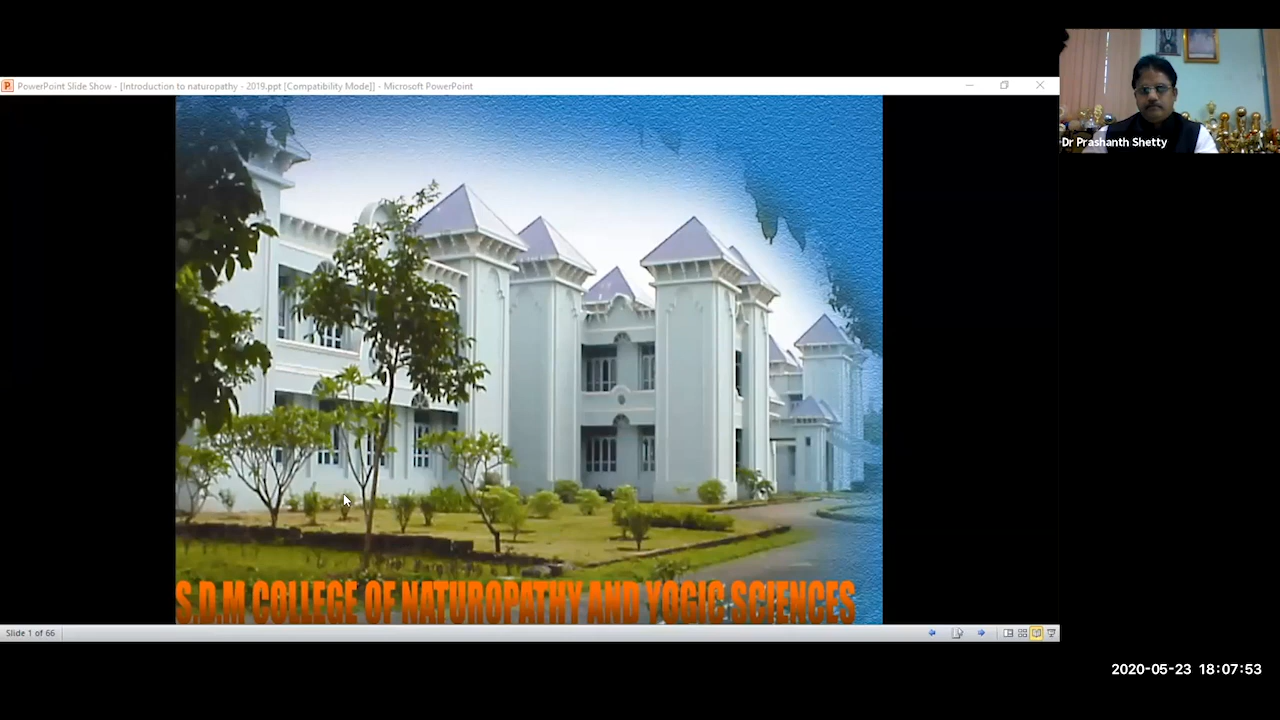 PowerPoint Slide Show - [Introduction to naturopathy - 2019.ppt [Compatibility Mode]] - Microsoft PowerPoint
Dr Prashanth Shetty
S.D.M COLLEGE OF NATUROPATHY AND YOGIC SCIENCES
Slide 1 of 66
2020-05-23 18:07:53